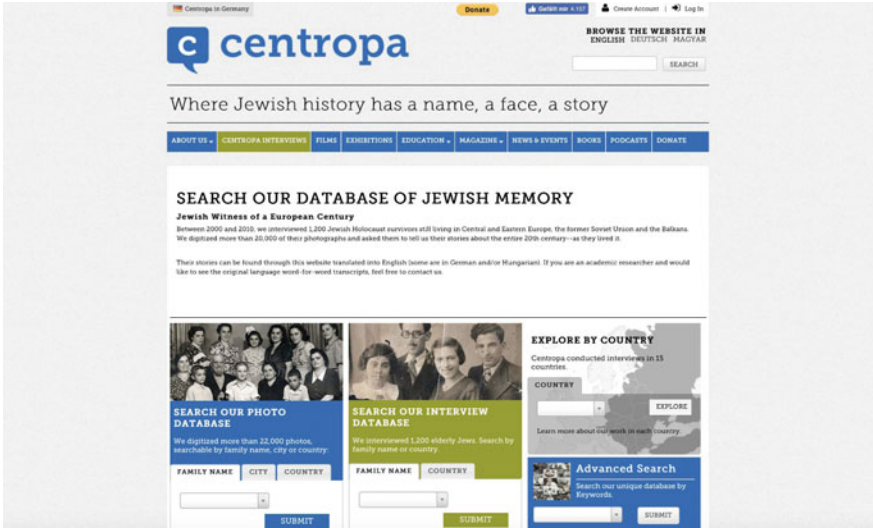 Centropa in Germany
Donate
Gefällt mir 4.107
Create Account | Log In
BROWSE THE WEBSITE IN
ENGLISH DEUTSCH MAGYAR
c centropa
SEARCH
Where Jewish history has a name, a face, a story
ABOUT US CENTROPA INTERVIEWS FILMS EXHIBITIONS EDUCATION MAGAZINE NEWS & EVENTS BOOKS PODCASTS DONATE
SEARCH OUR DATABASE OF JEWISH MEMORY
Jewish Witness of a European Century
Between 2000 and 2010, we interviewed 1,200 Jewish Holocaust survivors still living in Central and Eastern Europe, the former Soviet Union and the Balkans.
We digitized more than 20,000 of their photographs and asked them to tell us their stories about the entire 20th century--as they lived it.
Their stories can be found through this website translated into English (some are in German and/or Hungarian). If you are an academic researcher and would
like to see the original language word-for-word transcripts, feel free to contact us.
SEARCH OUR PHOTO
DATABASE
We digitized more than 22,000 photos,
searchable by family name, city or country:
FAMILY NAME CITY COUNTRY
SUBMIT
SEARCH OUR INTERVIEW
DATABASE
We interviewed 1,200 elderly Jews. Search by
family name or country.
FAMILY NAME COUNTRY
SUBMIT
EXPLORE BY COUNTRY
Centropa conducted interviews in 15
countries.
COUNTRY
EXPLORE
Learn more about our work in each country.
Advanced Search
Search our unique database by
Keywords.
SUBMIT